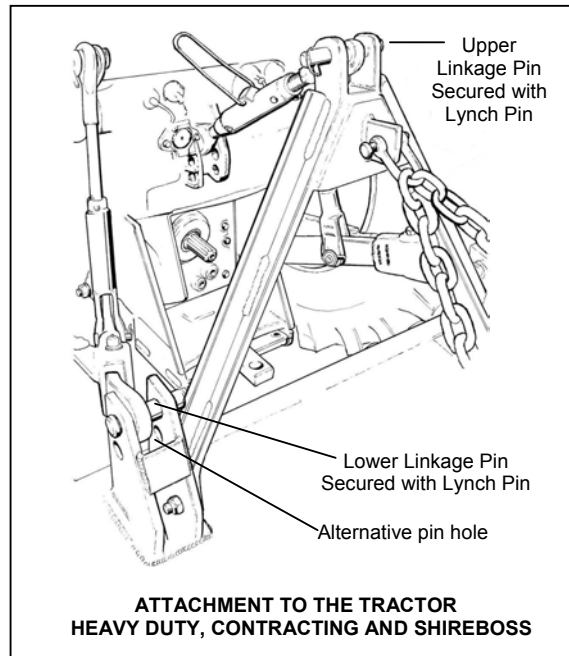 Upper
Linkage Pin
Secured with
Lynch Pin
Lower Linkage Pin
Secured with Lynch Pin
Alternative pin hole
ATTACHMENT TO THE TRACTOR
HEAVY DUTY, CONTRACTING AND SHIREBOSS